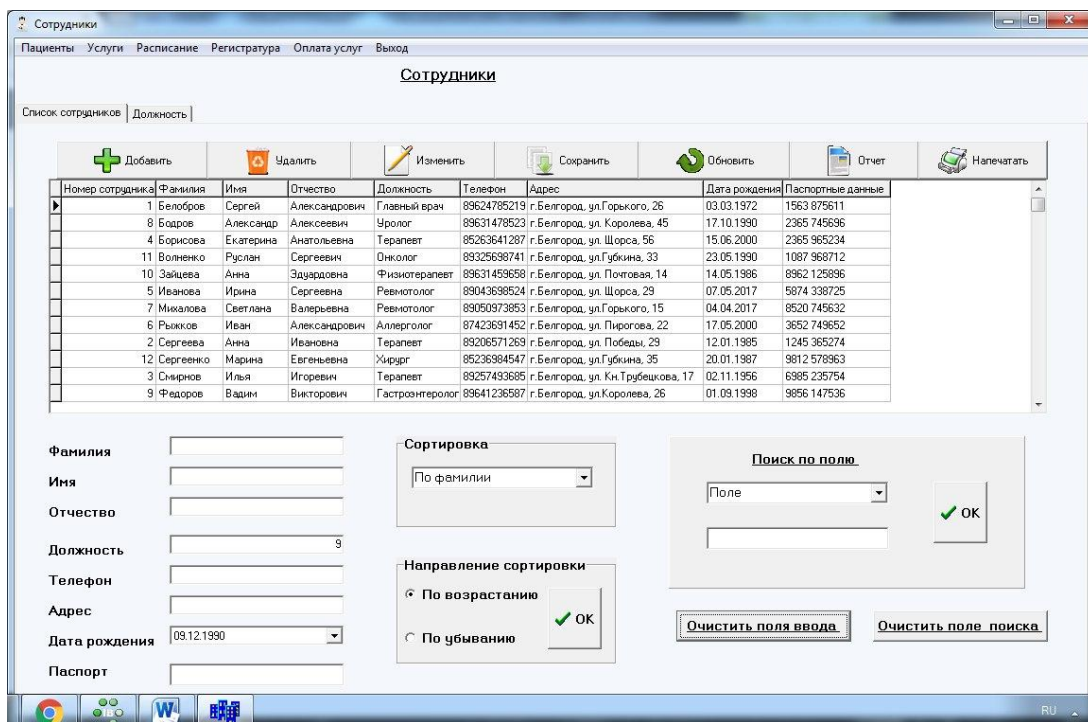 Сотрудники
Пациенты Услуги Расписание Регистратура Оплата услуг Выход
Сотрудники
Список сотрудников Должность
Добавить Удалить Изменить Сохранить Обновить Отчет Напечатать
Номер сотрудника Фамилия Имя Отчество Должность Телефон Адрес Дата рождения Паспортные данные
1 Белобров Сергей Александрович Главный врач 89624785219 г.Белгород, ул.Горького, 26 03.03.1972 1563 875611
8 Бодров Александр Алексеевич Уролог 89631478523 г.Белгород, ул. Королева, 45 17.10.1990 2365 745696
4 Борисова Екатерина Анатольевна Терапевт 85263641287 г.Белгород, ул. Щорса, 56 15.06.2000 2365 965234
11 Волненко Руслан Сергеевич Онколог 89325698741 г.Белгород, ул.Губкина, 33 23.05.1990 1087 968712
10 Зайцева Анна Эдуардовна Физиотерапевт 89631459658 г.Белгород, ул. Почтовая, 14 14.05.1986 8962 125896
5 Иванова Ирина Сергеевна Ревмотолог 89043698524 г.Белгород, ул. Щорса, 29 07.05.2017 5874 338725
7 Михалова Светлана Валерьевна Ревмотолог 89050973853 г.Белгород, ул.Горького, 15 04.04.2017 8520 745632
6 Рыжков Иван Александрович Аллерголог 87423691452 г.Белгород, ул. Пирогова, 22 17.05.2000 3652 749652
2 Сергеева Анна Ивановна Терапевт 89206571269 г.Белгород, ул. Победы, 29 12.01.1985 1245 365274
12 Сергеенко Марина Евгеньевна Хирург 85236984547 г.Белгород, ул.Губкина, 35 20.01.1987 9812 578963
3 Смирнов Илья Игоревич Терапевт 89257493685 г.Белгород, ул. Кн.Трубецкова, 17 02.11.1956 6985 235754
9 Федоров Вадим Викторович Гастроэнтеролог 89641236587 г.Белгород, ул.Королева, 26 01.09.1998 9856 147536
Фамилия
Имя
Отчество
Должность 9
Телефон
Адрес
Дата рождения 09.12.1990
Паспорт
Сортировка
По фамилии
Направление сортировки
По возрастанию
По убыванию
OK
Поиск по полю
Поле
OK
Очистить поля ввода Очистить поле поиска
RU